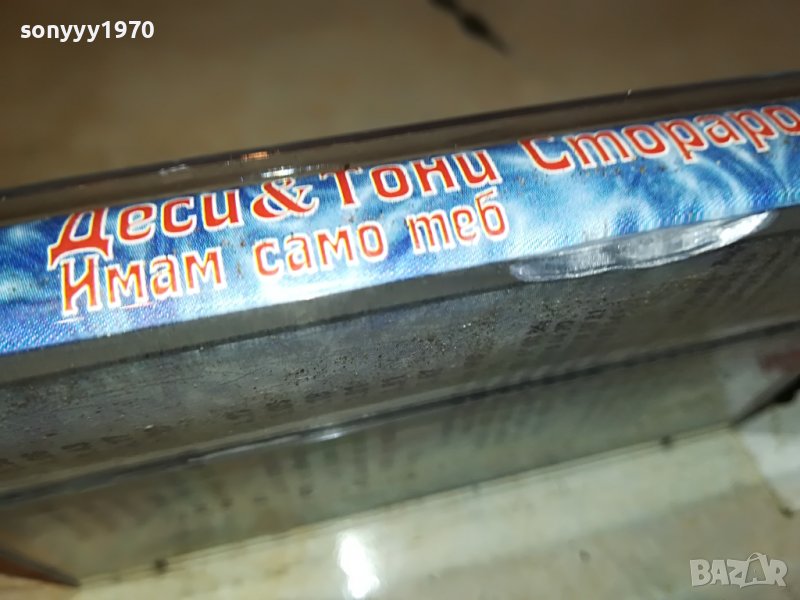 sonyyy1970
Деси & Тони Стораро
Имам само теб
BAZAR